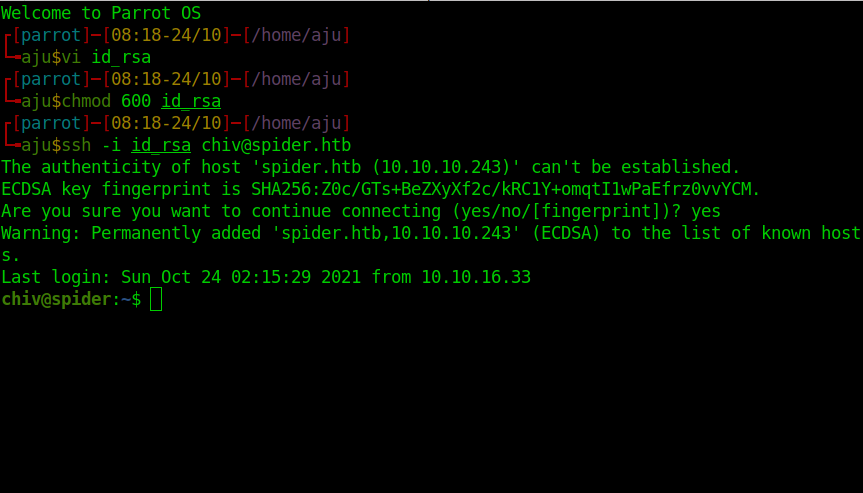 Welcome to Parrot OS
┌[parrot]─[08:18-24/10]─[/home/aju]
└╼aju$vi id_rsa
┌[parrot]─[08:18-24/10]─[/home/aju]
└╼aju$chmod 600 id_rsa
┌[parrot]─[08:18-24/10]─[/home/aju]
└╼aju$ssh -i id_rsa chiv@spider.htb
The authenticity of host 'spider.htb (10.10.10.243)' can't be established.
ECDSA key fingerprint is SHA256:Z0c/GTs+BeZXyXf2c/kRC1Y+omqtI1wPaEfrz0vvYCM.
Are you sure you want to continue connecting (yes/no/[fingerprint])? yes
Warning: Permanently added 'spider.htb,10.10.10.243' (ECDSA) to the list of known host
s.
Last login: Sun Oct 24 02:15:29 2021 from 10.10.16.33
chiv@spider:~$